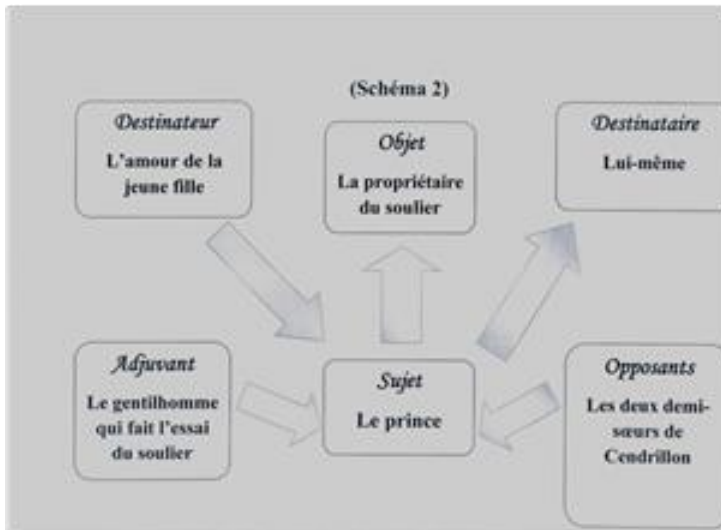 (Schéma 2)
Destinateur
L'amour de la
jeune fille
Objet
La propriétaire
du soulier
Destinataire
Lui-même
Adjuvant
Le gentilhomme
qui fait l'essai
du soulier
Sujet
Le prince
Opposants
Les deux demi-
sœurs de
Cendrillon